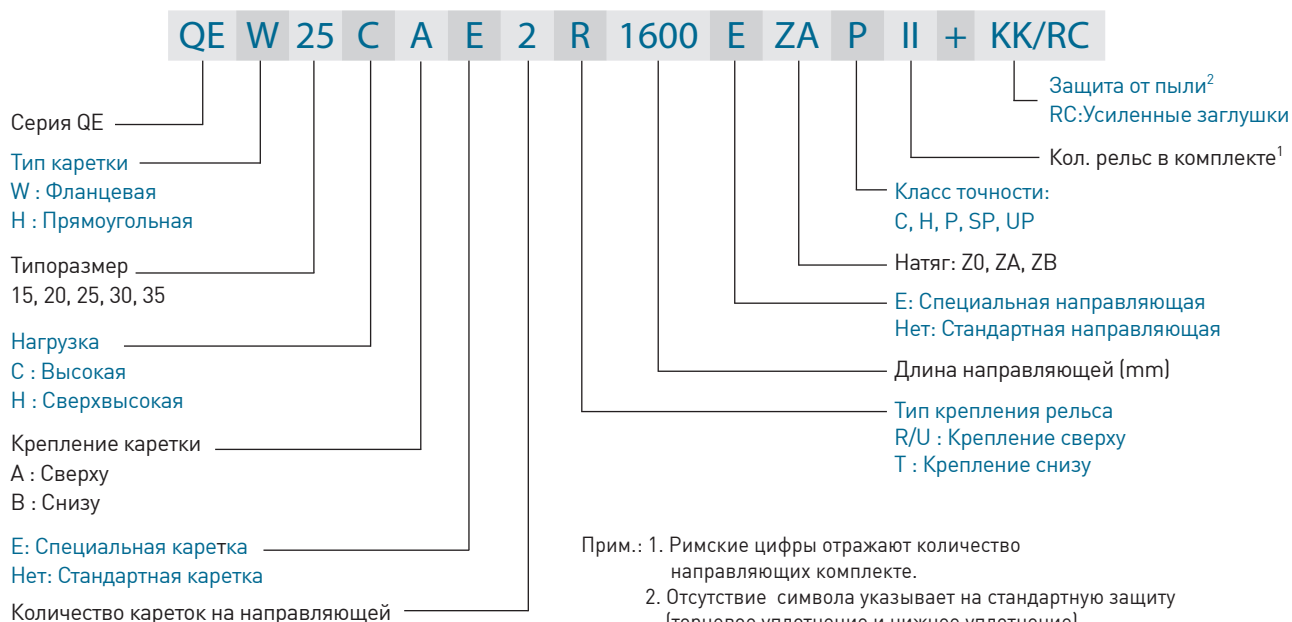 QE W 25 C A E 2 R 1600 E ZA P II + KK/RC
Серия QE
Тип каретки
W : Фланцевая
H : Прямоугольная
Типоразмер
15, 20, 25, 30, 35
Нагрузка
C : Высокая
H : Сверхвысокая
Крепление каретки
A : Сверху
B : Снизу
E: Специальная каретка
Нет: Стандартная каретка
Количество кареток на направляющей
Защита от пыли2
RC:Усиленные заглушки
Кол. рельс в комплекте1
Класс точности:
C, H, P, SP, UP
Натяг: Z0, ZA, ZB
E: Специальная направляющая
Нет: Стандартная направляющая
Длина направляющей (mm)
Тип крепления рельса
R/U : Крепление сверху
T : Крепление снизу
Прим.: 1. Римские цифры отражают количество
направляющих комплекте.
2. Отсутствие символа указывает на стандартную защиту
(торцевое уплотнение и нижнее уплотнение)